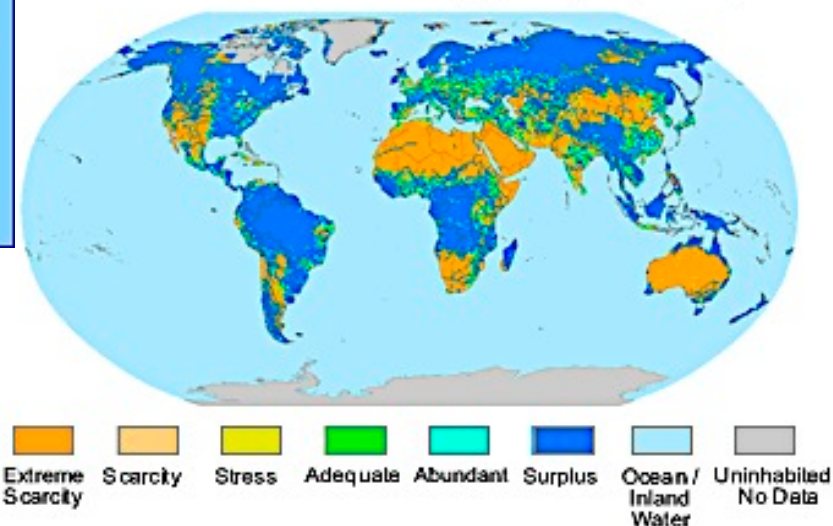 Extreme Scarcity
Scarcity
Stress
Adequate
Abundant
Surplus
Ocean / Inland Water
Uninhabited No Data